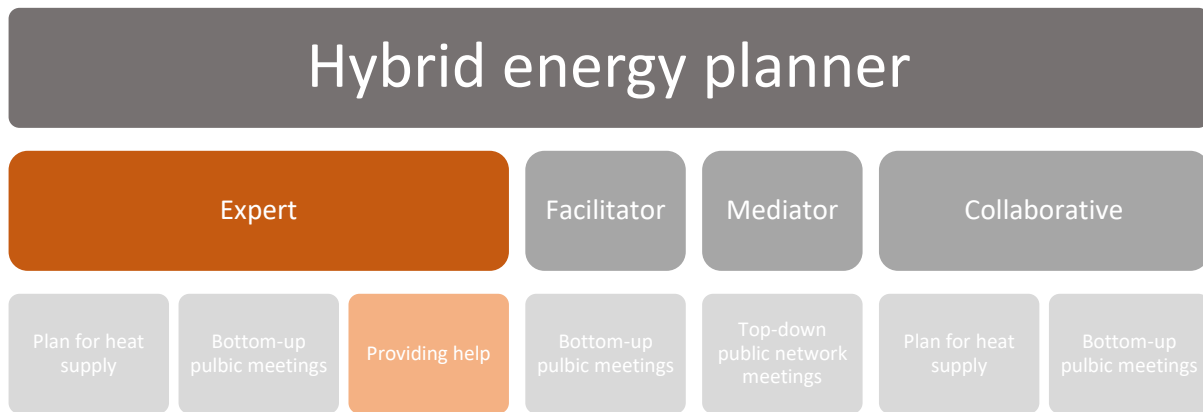 Hybrid energy planner
Expert
Facilitator
Mediator
Collaborative
Plan for heat
supply
Bottom-up
pulbic meetings
Providing help
Bottom-up
pulbic meetings
Top-down
public network
meetings
Plan for heat
supply
Bottom-up
pulbic meetings